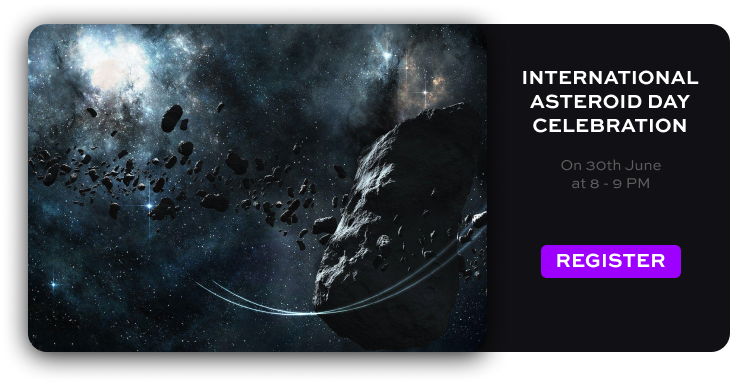 INTERNATIONAL
ASTEROID DAY
CELEBRATION
On 30th June
at 8 - 9 PM
REGISTER